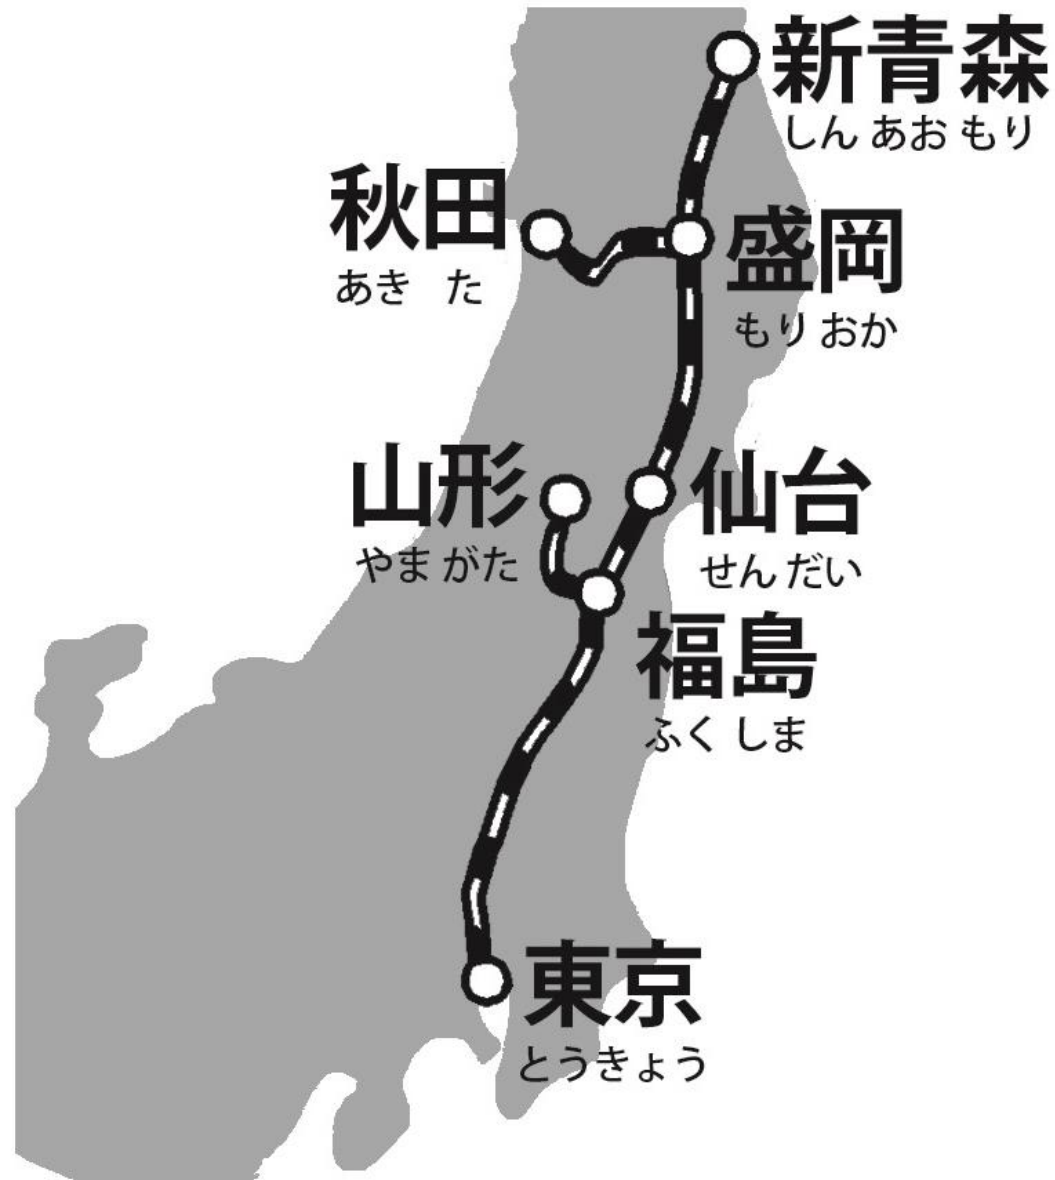 新青森
しん あお もり
秋田
あき た
盛岡
もり おか
山形
やま がた
仙台
せん だい
福島
ふく しま
東京
とうきょう